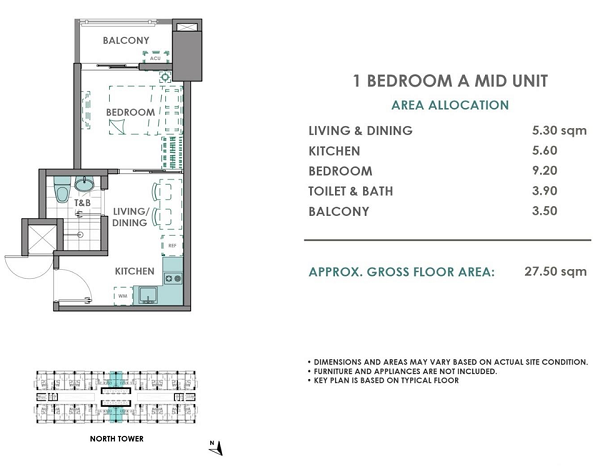 BALCONY
ACU
BEDROOM
T&B
LIVING/
DINING
REF
KITCHEN
WM
NORTH TOWER
N
1 BEDROOM A MID UNIT
AREA ALLOCATION
LIVING & DINING 5.30 sqm
KITCHEN 5.60
BEDROOM 9.20
TOILET & BATH 3.90
BALCONY 3.50
APPROX. GROSS FLOOR AREA: 27.50 sqm
• DIMENSIONS AND AREAS MAY VARY BASED ON ACTUAL SITE CONDITION.
• FURNITURE AND APPLIANCES ARE NOT INCLUDED.
• KEY PLAN IS BASED ON TYPICAL FLOOR